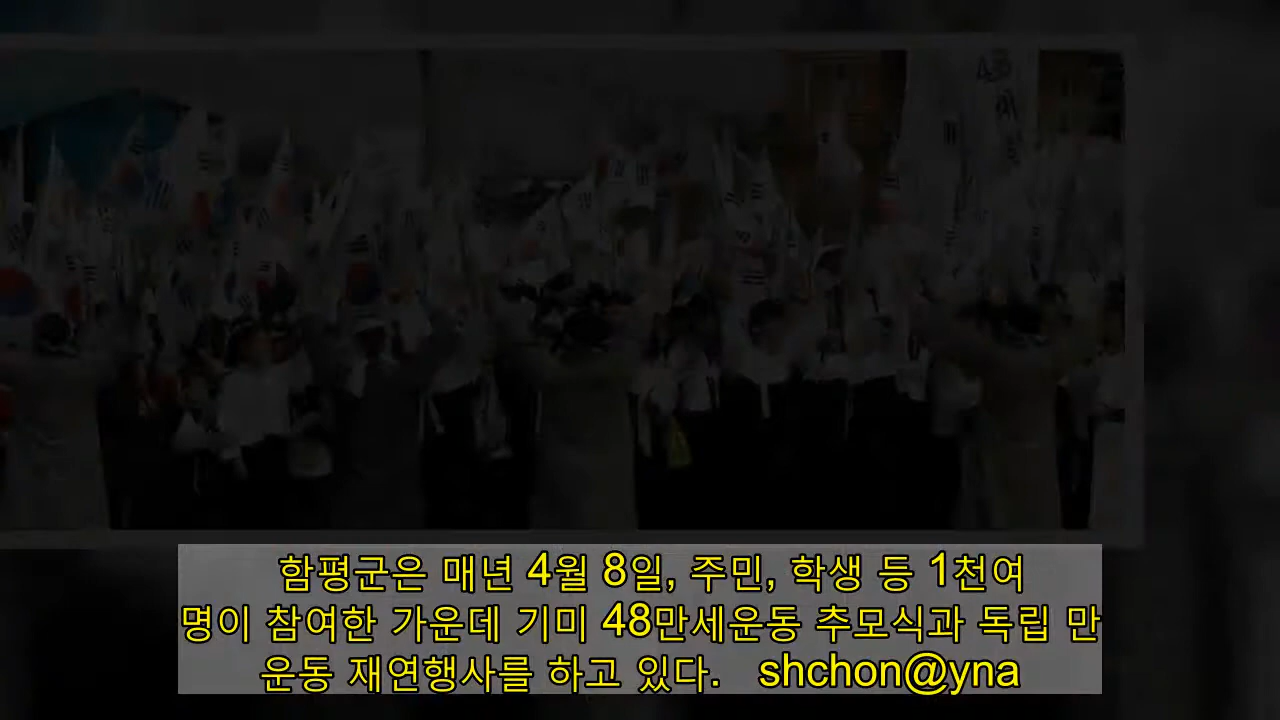 함평군은 매년 4월 8일, 주민, 학생 등 1천여
명이 참여한 가운데 기미 48만세운동 추모식과 독립 만
운동 재연행사를 하고 있다. shchon@yna